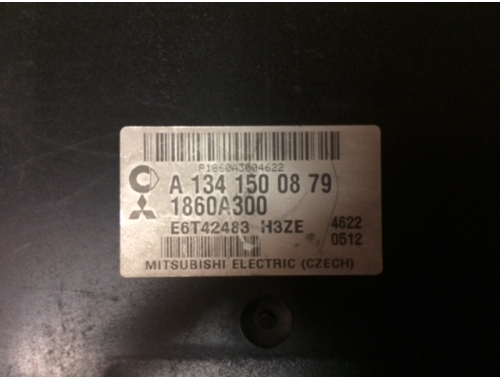 P1860A3004622
A 134 150 08 79
1860A300
E6T42483 H3ZE
4622
0512
MITSUBISHI ELECTRIC (CZECH)